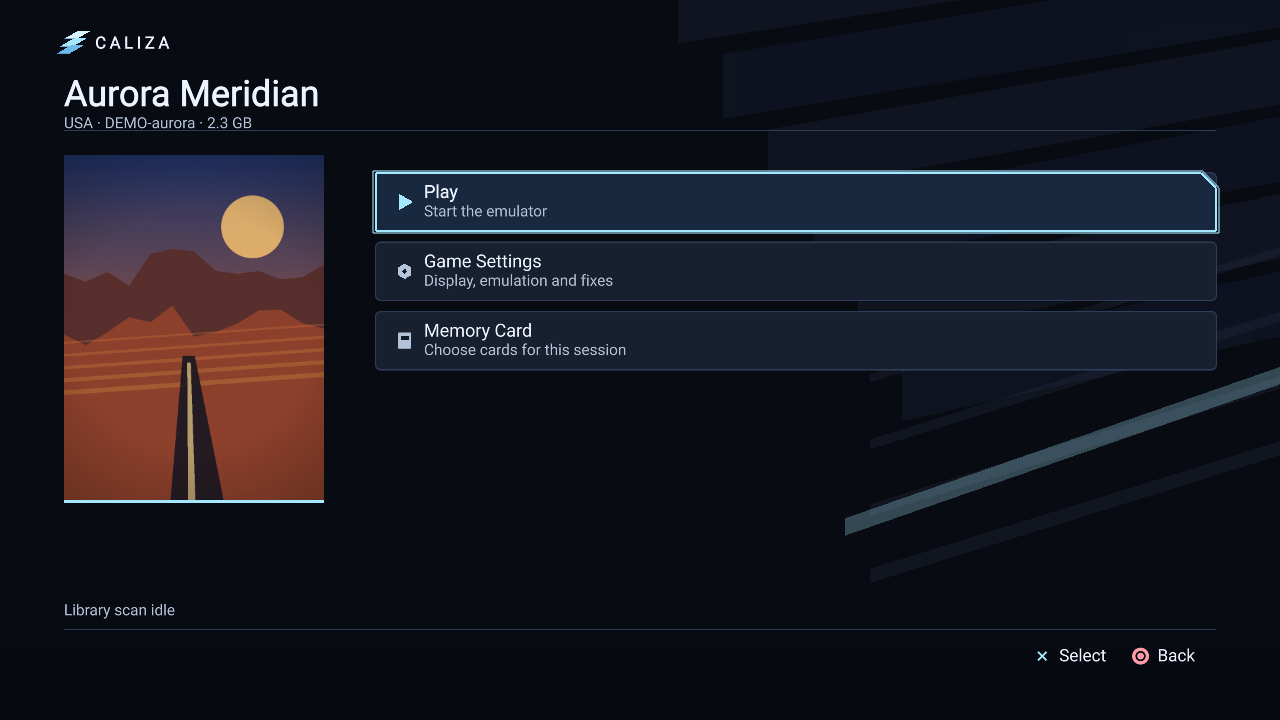 CALIZA
Aurora Meridian
USA · DEMO-aurora · 2.3 GB
Play
Start the emulator
Game Settings
Display, emulation and fixes
Memory Card
Choose cards for this session
Library scan idle
Select
Back